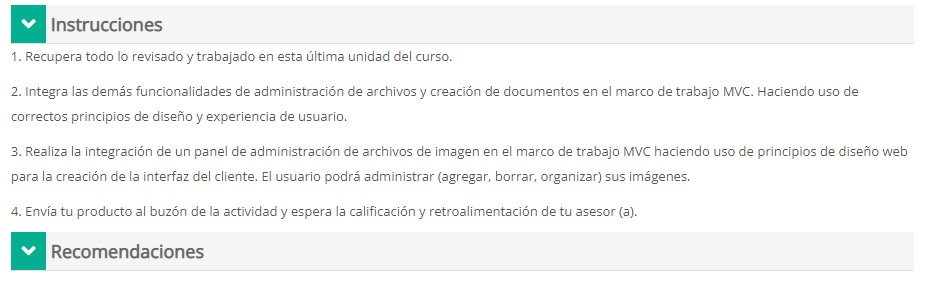 Instrucciones
1. Recupera todo lo revisado y trabajado en esta última unidad del curso.
2. Integra las demás funcionalidades de administración de archivos y creación de documentos en el marco de trabajo MVC. Haciendo uso de
correctos principios de diseño y experiencia de usuario.
3. Realiza la integración de un panel de administración de archivos de imagen en el marco de trabajo MVC haciendo uso de principios de diseño web
para la creación de la interfaz del cliente. El usuario podrá administrar (agregar, borrar, organizar) sus imágenes.
4. Envía tu producto al buzón de la actividad y espera la calificación y retroalimentación de tu asesor (a).
Recomendaciones